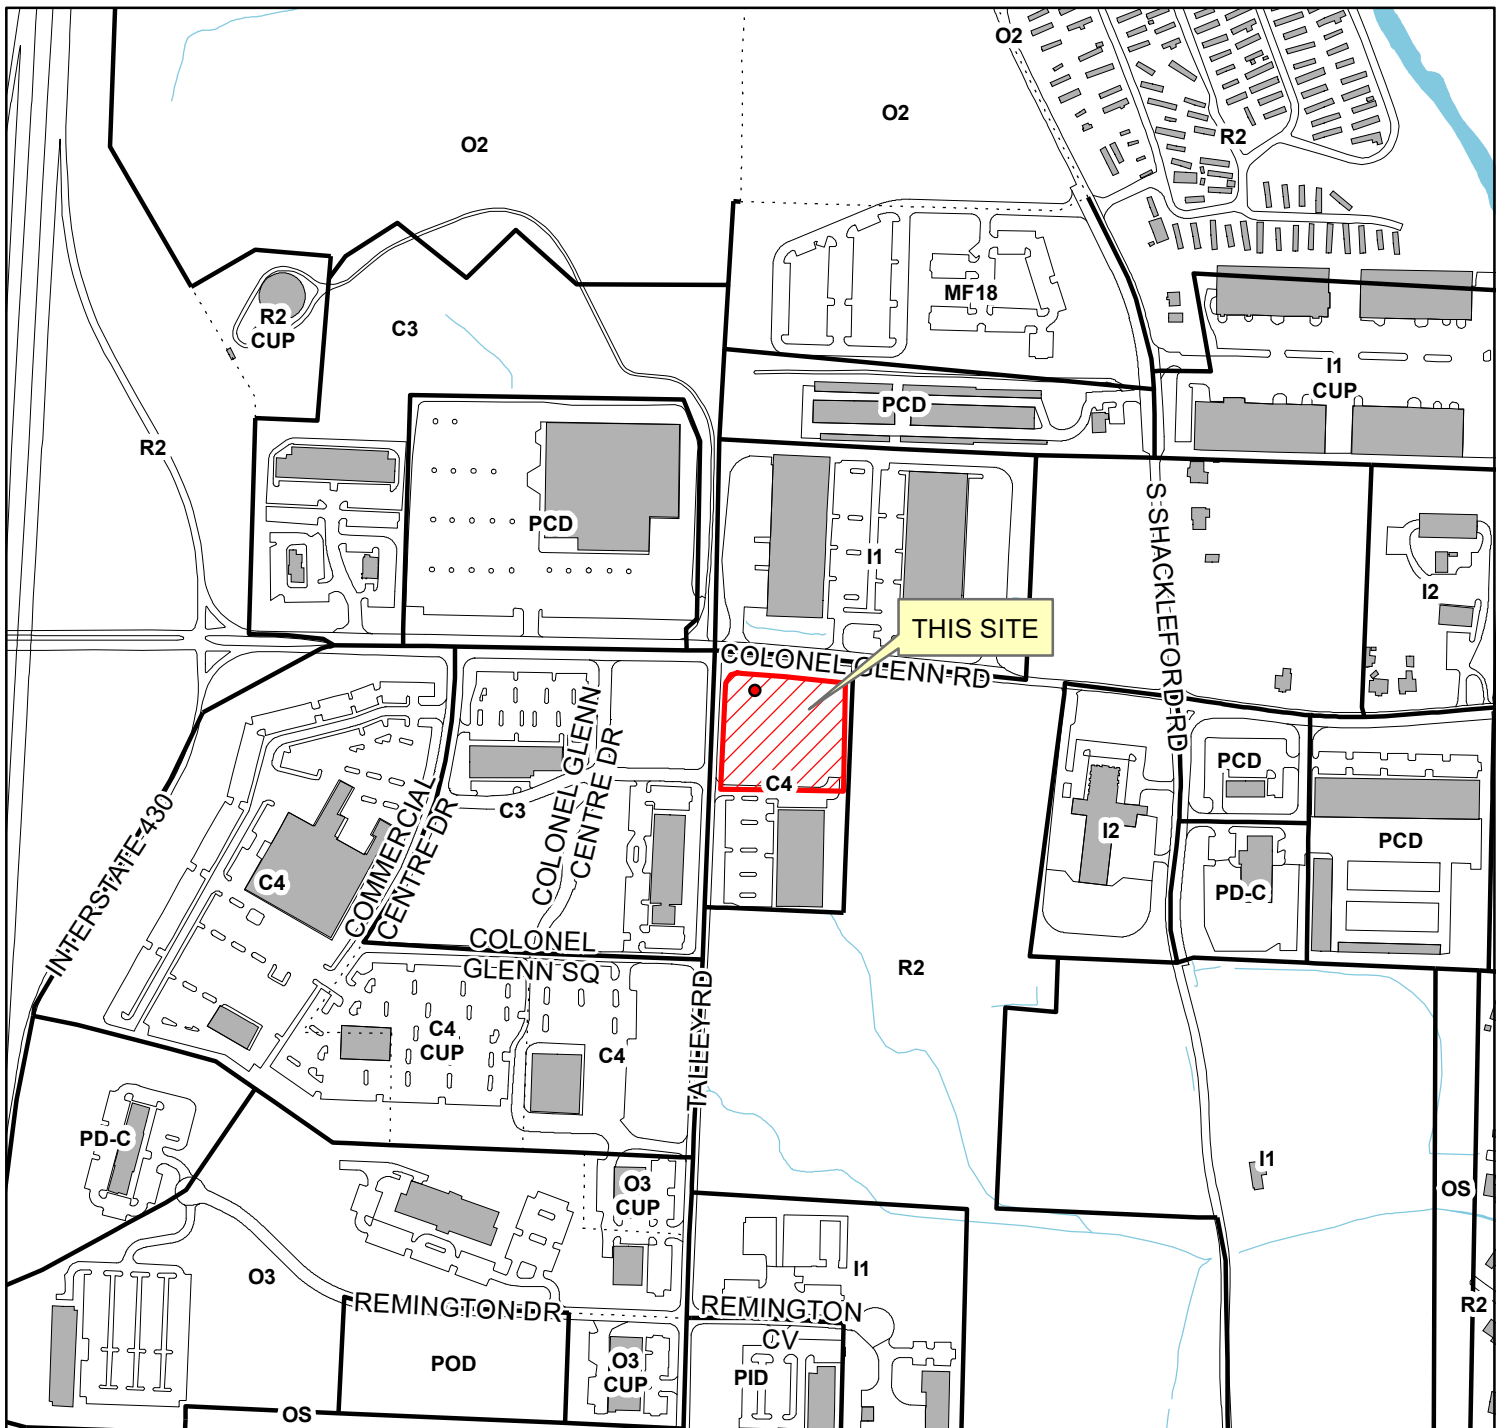 O2
O2
O2
R2
R2
CUP
C3
MF18
I1
CUP
PCD
R2
PCD
I1
I2
S SHACKLEFORD RD
THIS SITE
COLONEL GLENN RD
COLONEL GLENN
CENTRE DR
C4
C3
PCD
I2
PCD
PD-C
INTERSTATE 430
C4
COMMERCIAL
CENTRE DR
COLONEL
GLENN SQ
R2
TALLEY RD
C4
CUP
C4
PD-C
O3
CUP
I1
OS
O3
I1
R2
REMINGTON DR
REMINGTON
CV
POD
O3
CUP
PID
OS